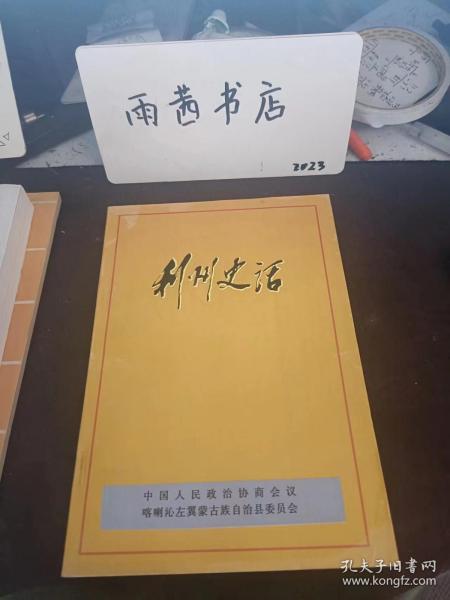 雨茜书店
2023
利州史话
中国人民政治协商会议
喀喇沁左翼蒙古族自治县委员会
孔夫子旧书网
www.kongfz.com